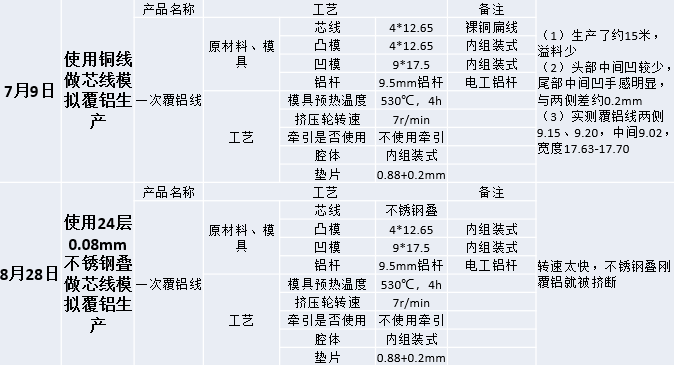 产品名称 工艺 备注
7月9日
使用铜线
做芯线模
拟覆铝生
产
一次覆铝线
原材料、模
具
芯线 4*12.65 裸铜扁线
凸模 4*12.65 内组装式
凹模 9*17.5 内组装式
铝杆 9.5mm铝杆 电工铝杆
工艺
模具预热温度 530℃，4h
挤压轮转速 7r/min
牵引是否使用 不使用牵引
腔体 内组装式
垫片 0.88+0.2mm
（1）生产了约15米，
溢料少
（2）头部中间凹较少，
尾部中间凹手感明显，
与两侧差约0.2mm
（3）实测覆铝线两侧
9.15、9.20，中间9.02，
宽度17.63-17.70
产品名称 工艺 备注
8月28日
使用24层
0.08mm
不锈钢叠
做芯线模
拟覆铝生
产
一次覆铝线
原材料、模
具
芯线 不锈钢叠
凸模 4*12.65 内组装式
凹模 9*17.5 内组装式
铝杆 9.5mm铝杆 电工铝杆
工艺
模具预热温度 530℃，4h
挤压轮转速 7r/min
牵引是否使用 不使用牵引
腔体 内组装式
垫片 0.88+0.2mm
转速太快，不锈钢叠刚
覆铝就被挤断